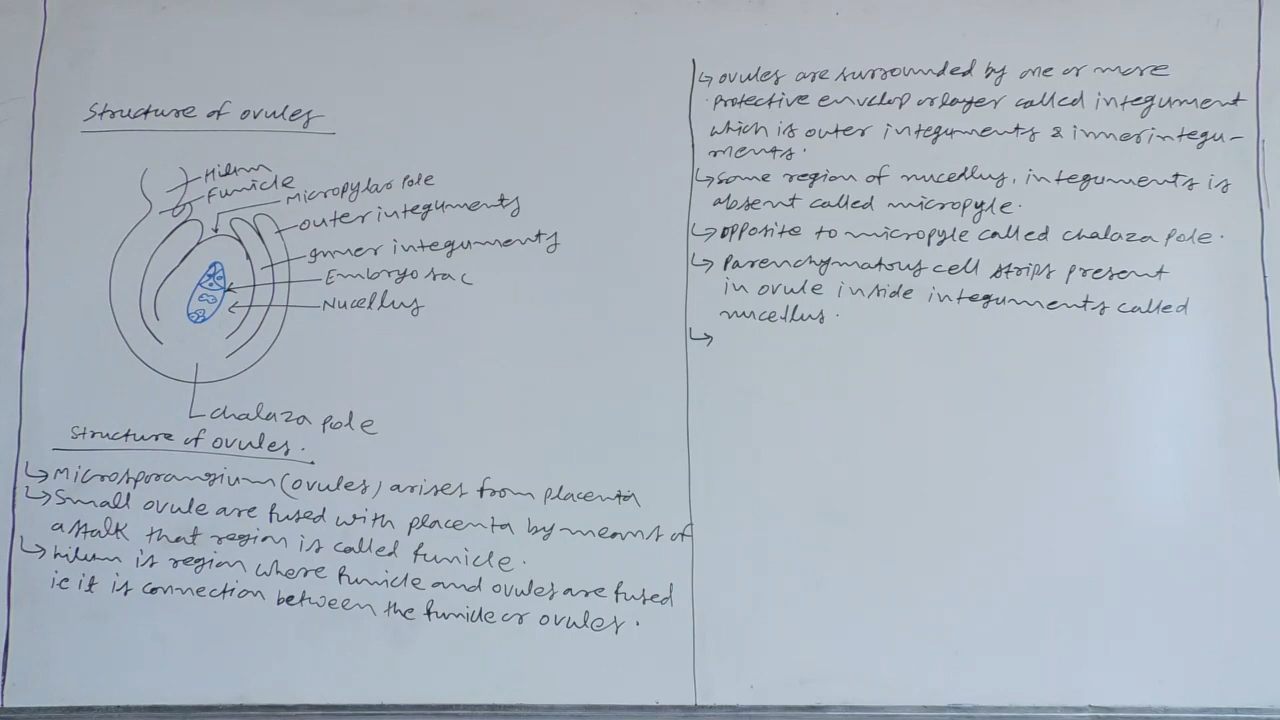 Structure of ovules
Hilum
Funicle
Micropylar pole
outer integuments
Inner integuments
Embryo sac
Nucellus
chalaza pole
Structure of ovules.
↳ Microsporangium (ovules) arises from placenta
↳ Small ovule are fused with placenta by means of
a stalk that region is called funicle.
↳ hilum is region where funicle and ovules are fused
ie it is connection between the funicle or ovules.
↳ ovules are surrounded by one or more
protective envelop or layer called integument
which is outer integuments & inner integu-
ments.
↳ Some region of nucellus, integuments is
absent called micropyle.
↳ opposite to micropyle called chalaza pole.
↳ Parenchymatous cell strips present
in ovule inside integuments called
nucellus.
↳